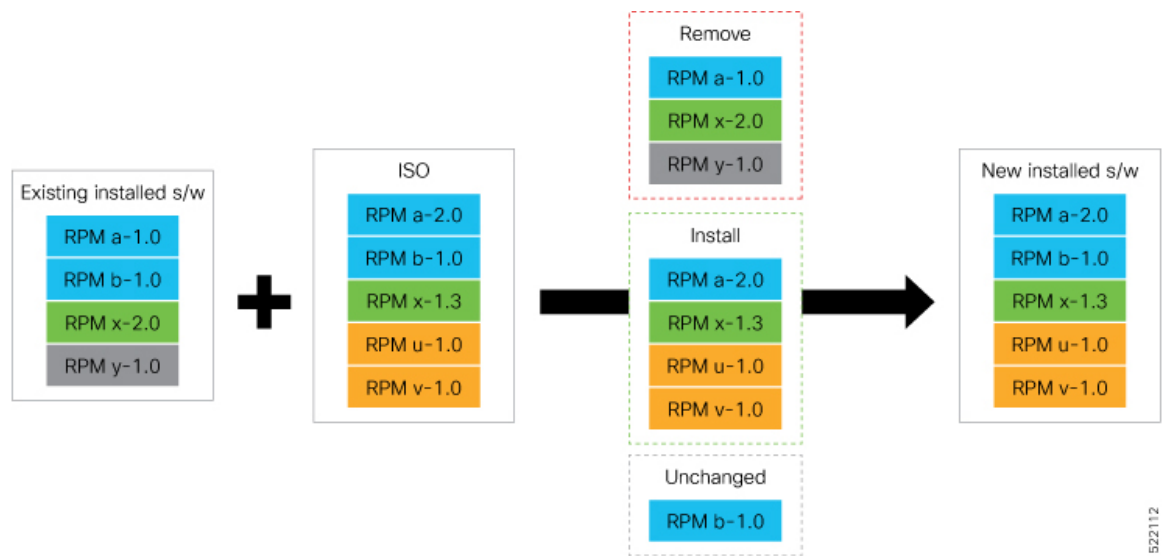 Existing installed s/w
RPM a-1.0
RPM b-1.0
RPM x-2.0
RPM y-1.0
ISO
RPM a-2.0
RPM b-1.0
RPM x-1.3
RPM u-1.0
RPM v-1.0
Remove
RPM a-1.0
RPM x-2.0
RPM y-1.0
Install
RPM a-2.0
RPM x-1.3
RPM u-1.0
RPM v-1.0
Unchanged
RPM b-1.0
New installed s/w
RPM a-2.0
RPM b-1.0
RPM x-1.3
RPM u-1.0
RPM v-1.0
522112